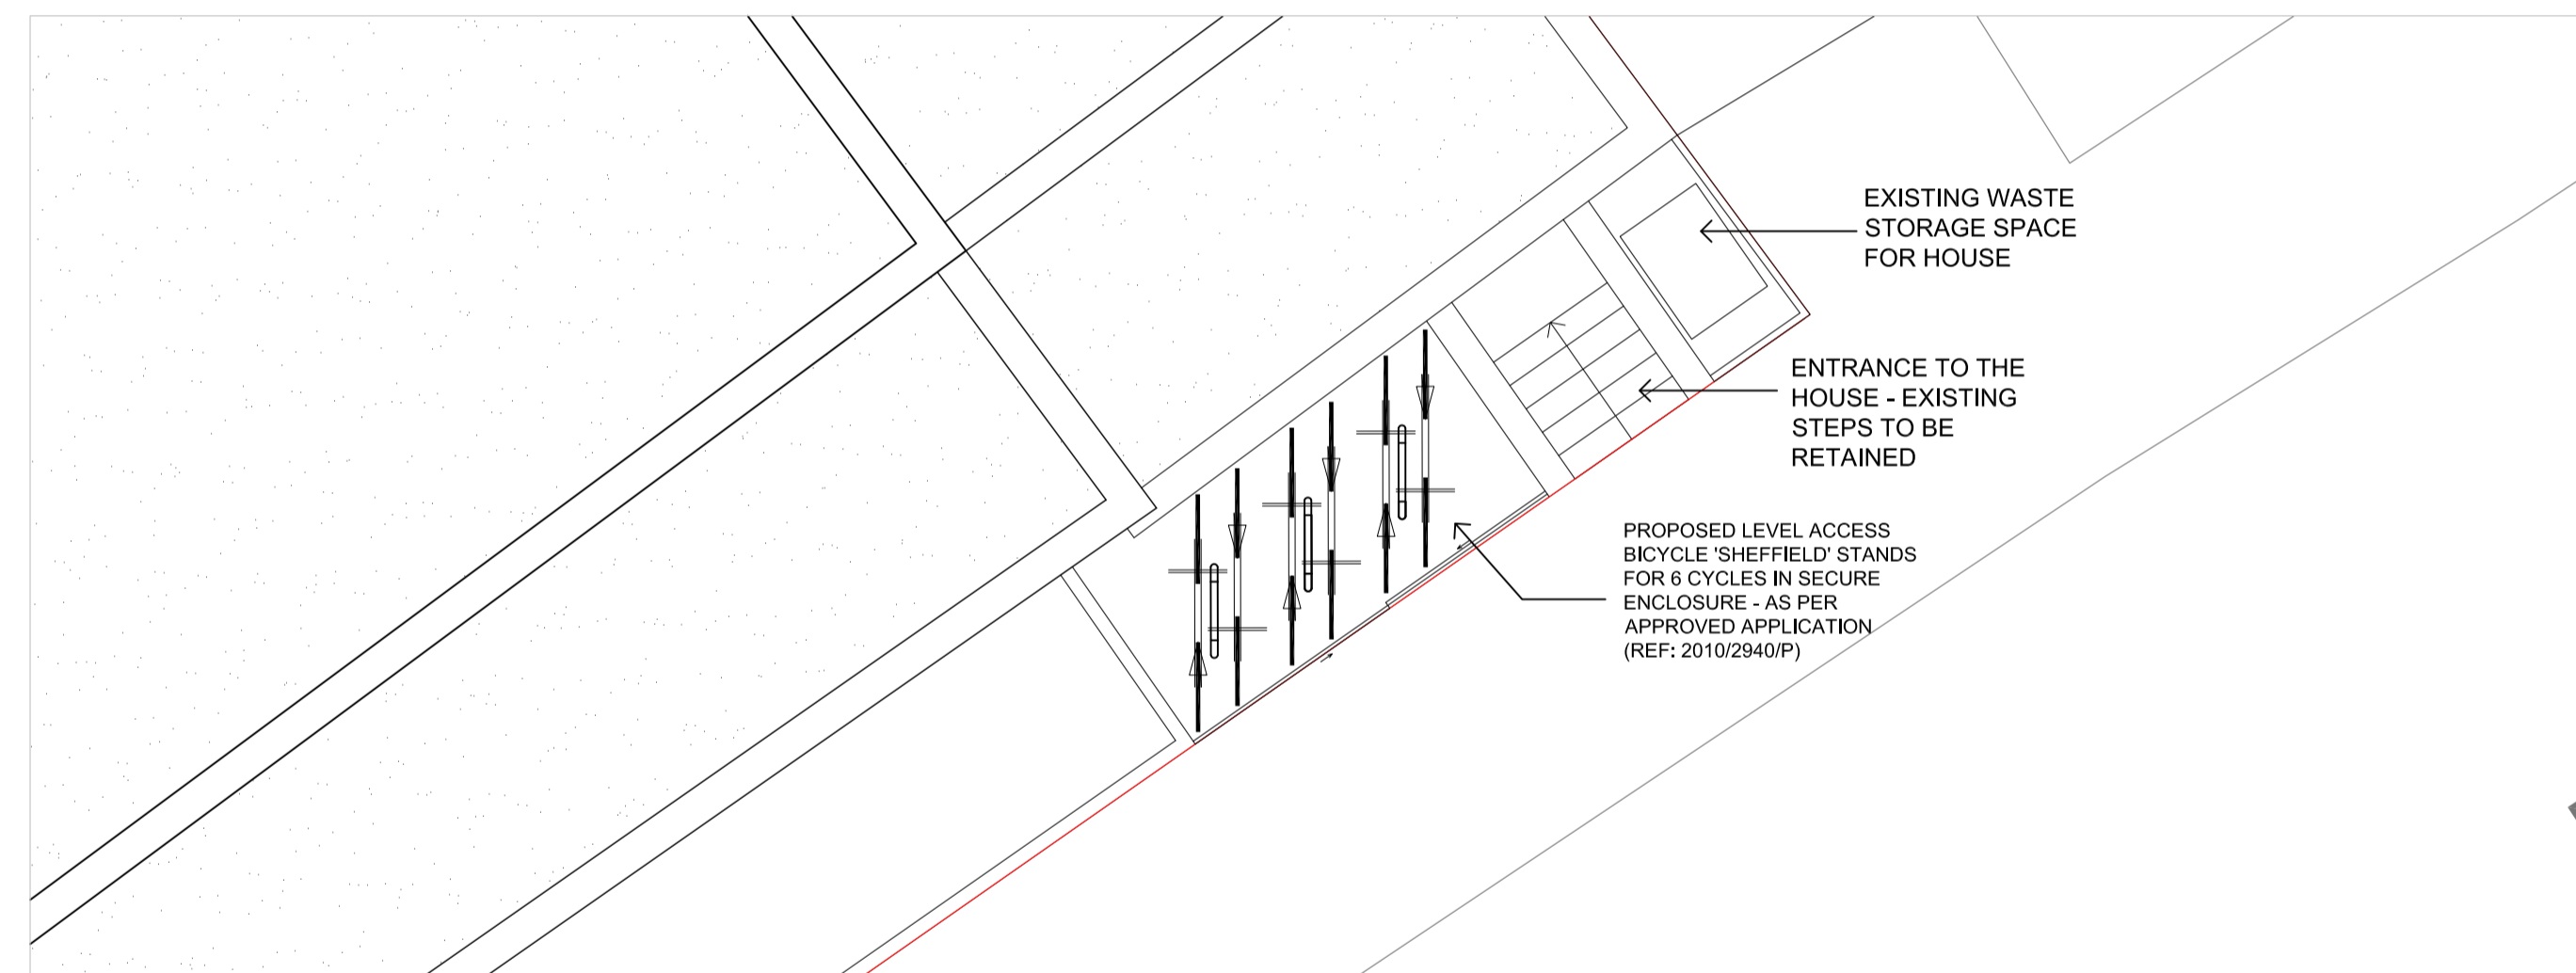 EXISTING WASTE
STORAGE SPACE
FOR HOUSE
ENTRANCE TO THE
HOUSE - EXISTING
STEPS TO BE
RETAINED
PROPOSED LEVEL ACCESS
BICYCLE 'SHEFFIELD' STANDS
FOR 6 CYCLES IN SECURE
ENCLOSURE - AS PER
APPROVED APPLICATION
(REF: 2010/2940/P)